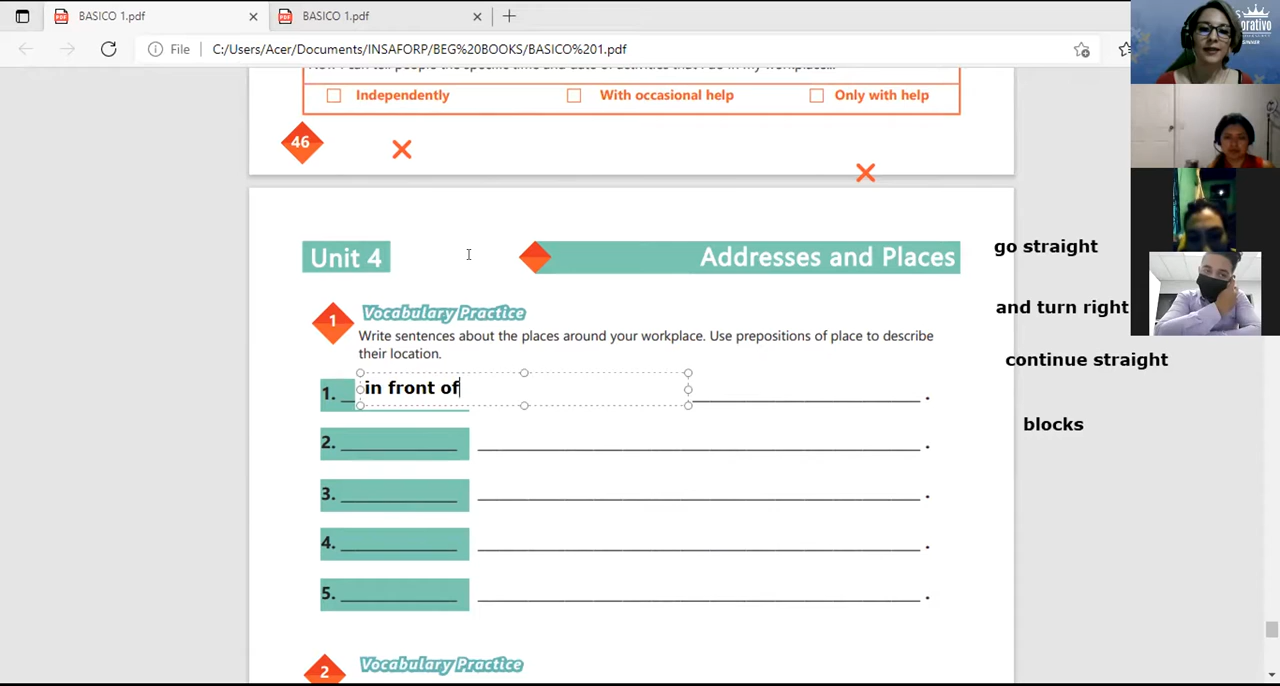 BASICO 1.pdf
BASICO 1.pdf
File
C:/Users/Acer/Documents/INSAFORP/BEG%20BOOKS/BASICO%201.pdf
Independently
With occasional help
Only with help
46
Unit 4
Addresses and Places
go straight
1
Vocabulary Practice
and turn right
Write sentences about the places around your workplace. Use prepositions of place to describe
their location.
continue straight
1. in front of .
blocks
2. .
3. .
4. .
5. .
2
Vocabulary Practice